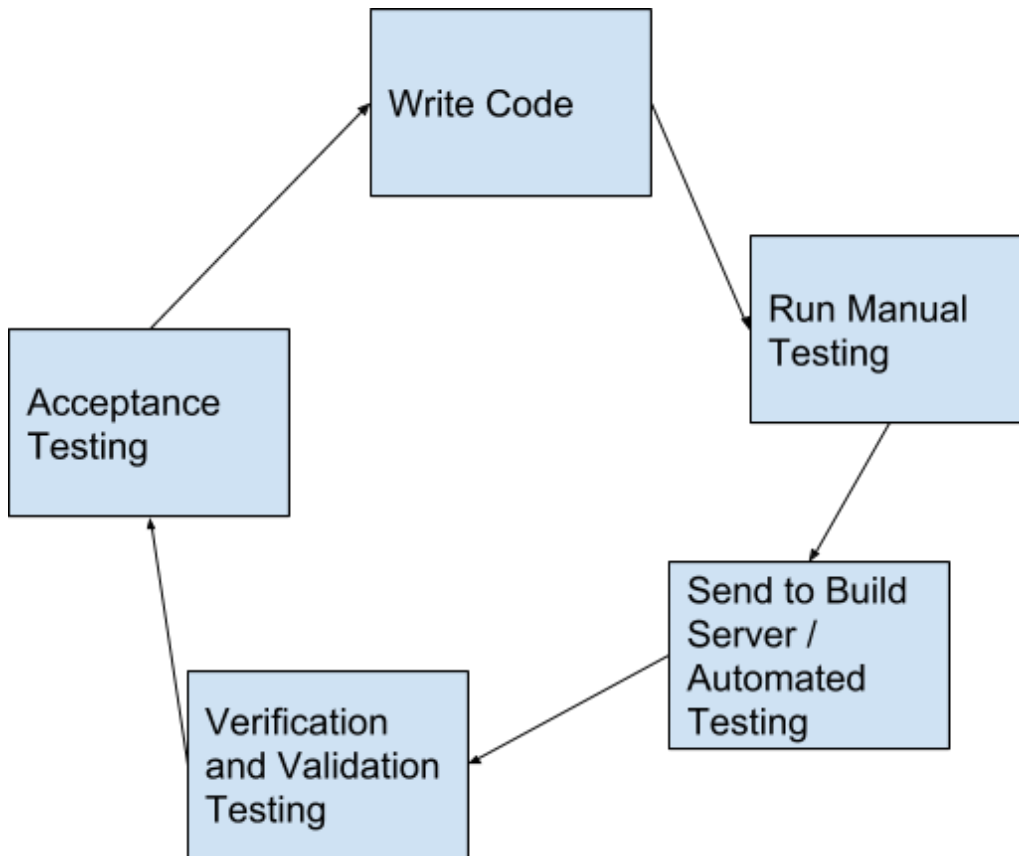 Write Code
Run Manual
Testing
Send to Build
Server /
Automated
Testing
Verification
and Validation
Testing
Acceptance
Testing